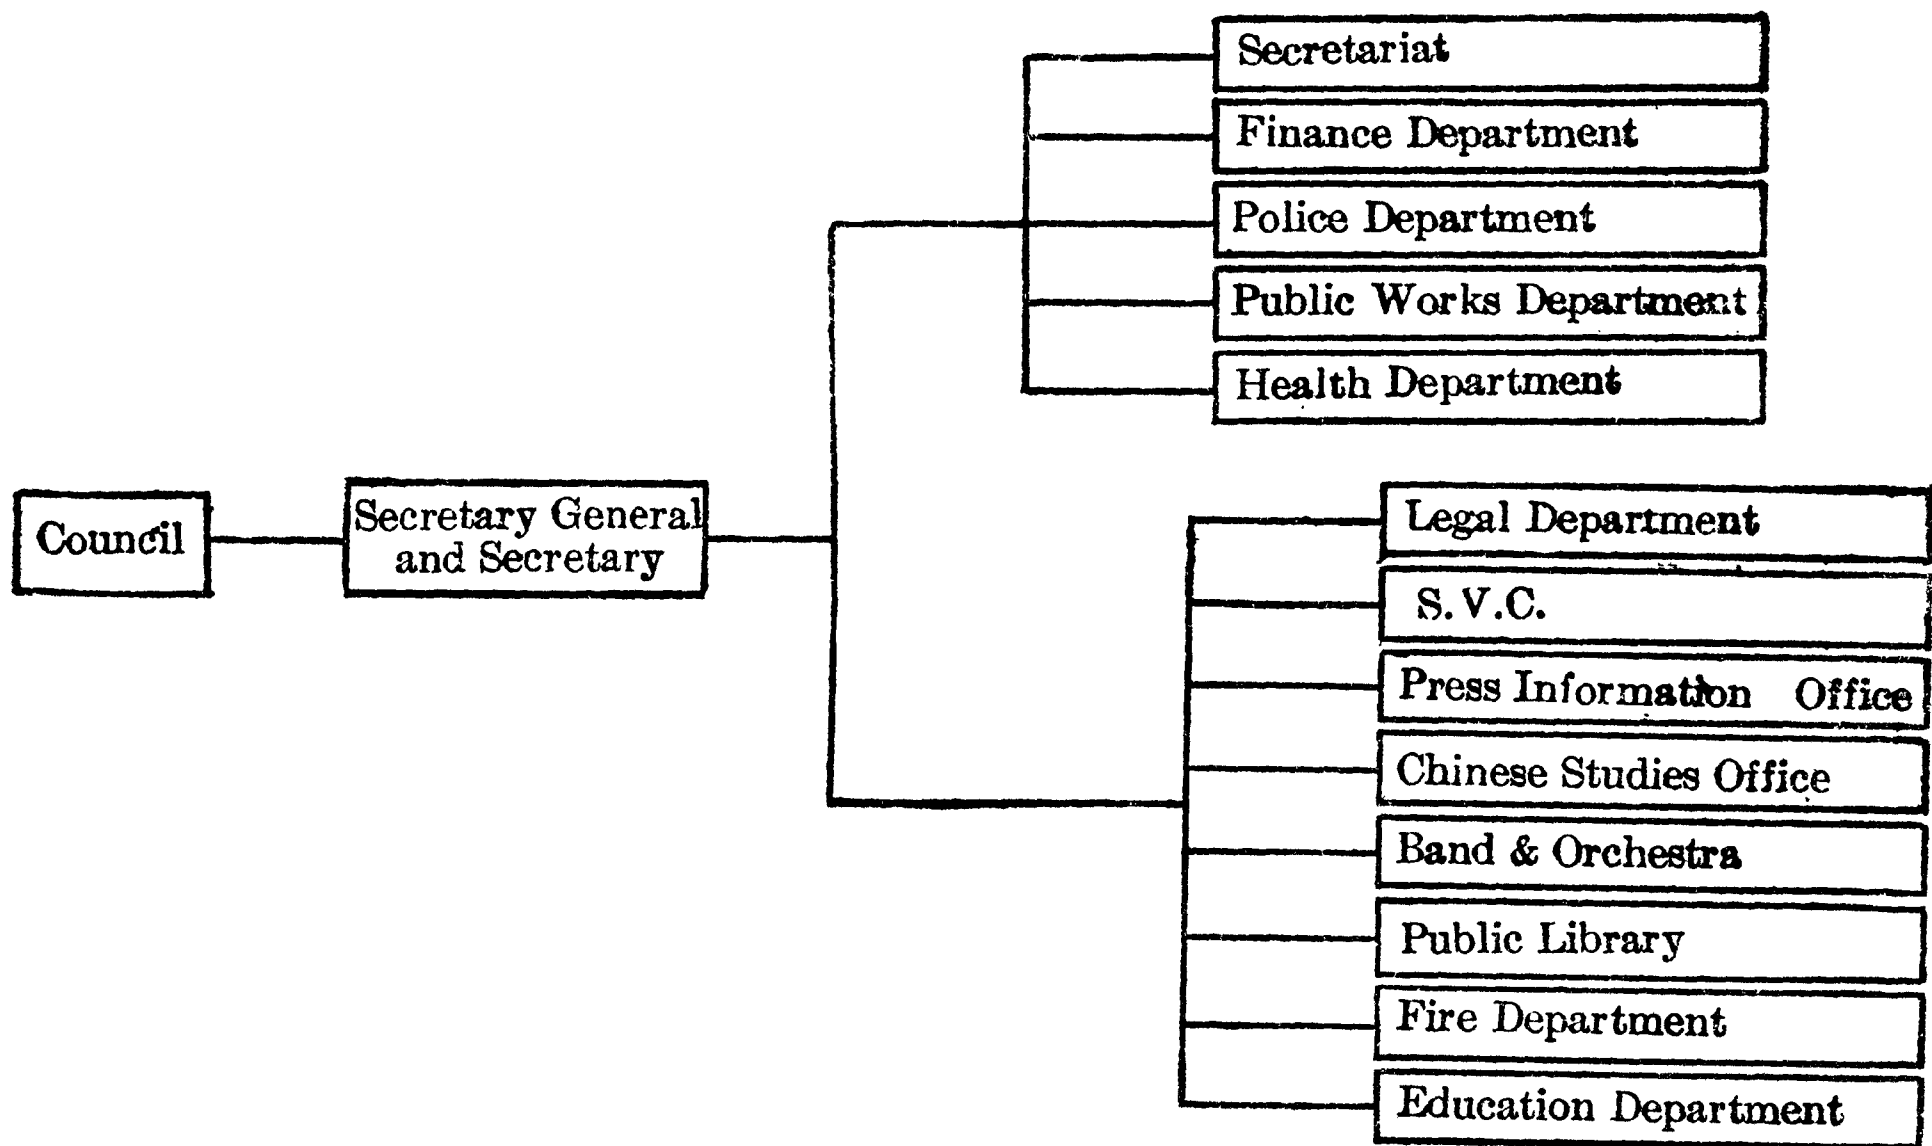 Council
Secretary General
and Secretary
Secretariat
Finance Department
Police Department
Public Works Department
Health Department
Legal Department
S.V.C.
Press Information Office
Chinese Studies Office
Band & Orchestra
Public Library
Fire Department
Education Department